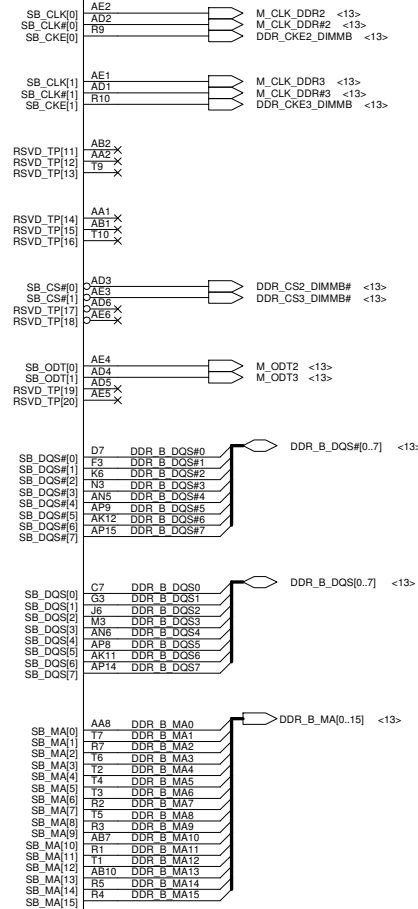 SB_CLK[0] AE2 M_CLK_DDR2 <13>
SB_CLK#[0] AD2 M_CLK_DDR#2 <13>
SB_CKE[0] R9 DDR_CKE2_DIMMB <13>
SB_CLK[1] AE1 M_CLK_DDR3 <13>
SB_CLK#[1] AD1 M_CLK_DDR#3 <13>
SB_CKE[1] R10 DDR_CKE3_DIMMB <13>
RSVD_TP[11] AB2
RSVD_TP[12] AA2
RSVD_TP[13] T9
RSVD_TP[14] AA1
RSVD_TP[15] AB1
RSVD_TP[16] T10
SB_CS#[0] AD3 DDR_CS2_DIMMB# <13>
SB_CS#[1] AE3 DDR_CS3_DIMMB# <13>
RSVD_TP[17] AD6
RSVD_TP[18] AE6
SB_ODT[0] AE4 M_ODT2 <13>
SB_ODT[1] AD4 M_ODT3 <13>
RSVD_TP[19] AD5
RSVD_TP[20] AE5
DDR_B_DQS#[0..7] <13>
SB_DQS#[0] D7 DDR_B_DQS#0
SB_DQS#[1] F3 DDR_B_DQS#1
SB_DQS#[2] K6 DDR_B_DQS#2
SB_DQS#[3] N3 DDR_B_DQS#3
SB_DQS#[4] AN5 DDR_B_DQS#4
SB_DQS#[5] AP9 DDR_B_DQS#5
SB_DQS#[6] AK12 DDR_B_DQS#6
SB_DQS#[7] AP15 DDR_B_DQS#7
DDR_B_DQS[0..7] <13>
SB_DQS[0] C7 DDR_B_DQS0
SB_DQS[1] G3 DDR_B_DQS1
SB_DQS[2] J6 DDR_B_DQS2
SB_DQS[3] M3 DDR_B_DQS3
SB_DQS[4] AN6 DDR_B_DQS4
SB_DQS[5] AP8 DDR_B_DQS5
SB_DQS[6] AK11 DDR_B_DQS6
SB_DQS[7] AP14 DDR_B_DQS7
DDR_B_MA[0..15] <13>
SB_MA[0] AA8 DDR_B_MA0
SB_MA[1] T7 DDR_B_MA1
SB_MA[2] R7 DDR_B_MA2
SB_MA[3] T6 DDR_B_MA3
SB_MA[4] T2 DDR_B_MA4
SB_MA[5] T4 DDR_B_MA5
SB_MA[6] T3 DDR_B_MA6
SB_MA[7] R2 DDR_B_MA7
SB_MA[8] T5 DDR_B_MA8
SB_MA[9] R3 DDR_B_MA9
SB_MA[10] AB7 DDR_B_MA10
SB_MA[11] R1 DDR_B_MA11
SB_MA[12] T1 DDR_B_MA12
SB_MA[13] AB10 DDR_B_MA13
SB_MA[14] R5 DDR_B_MA14
SB_MA[15] R4 DDR_B_MA15